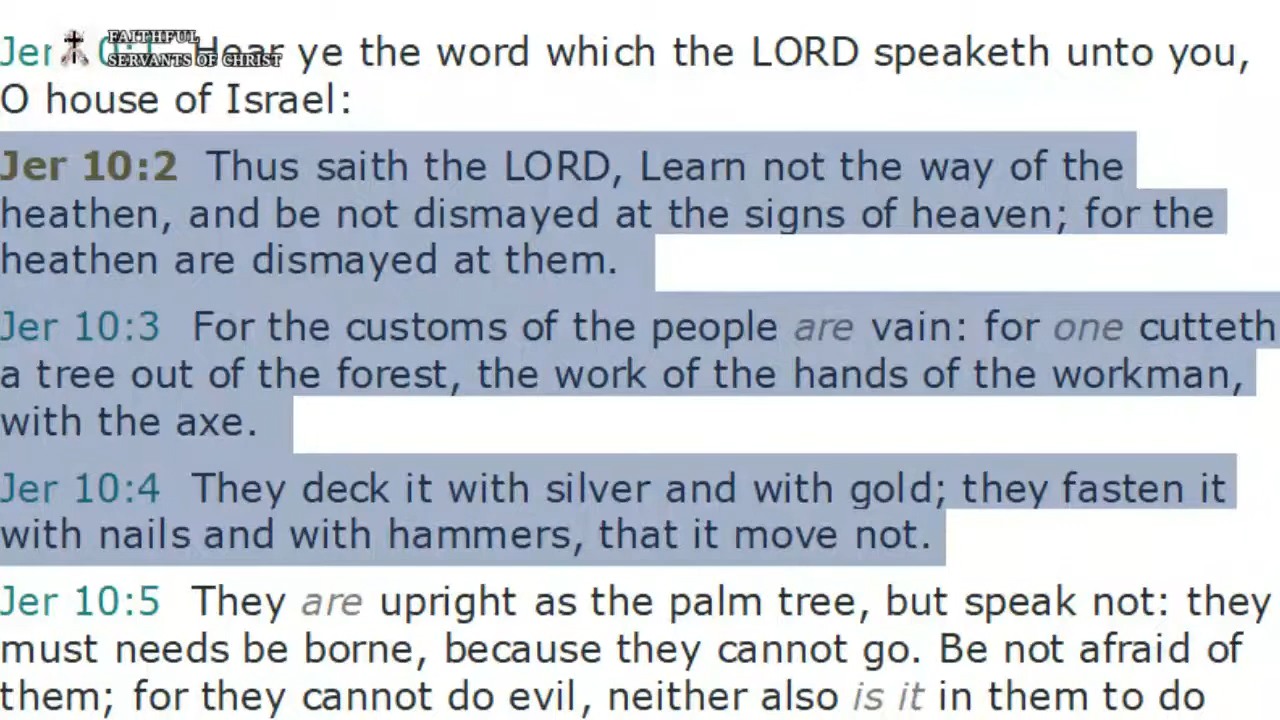 FAITHFUL
SERVANTS OF CHRIST
Jer 10:1 Hear ye the word which the LORD speaketh unto you,
O house of Israel:
Jer 10:2 Thus saith the LORD, Learn not the way of the
heathen, and be not dismayed at the signs of heaven; for the
heathen are dismayed at them.
Jer 10:3 For the customs of the people are vain: for one cutteth
a tree out of the forest, the work of the hands of the workman,
with the axe.
Jer 10:4 They deck it with silver and with gold; they fasten it
with nails and with hammers, that it move not.
Jer 10:5 They are upright as the palm tree, but speak not: they
must needs be borne, because they cannot go. Be not afraid of
them; for they cannot do evil, neither also is it in them to do